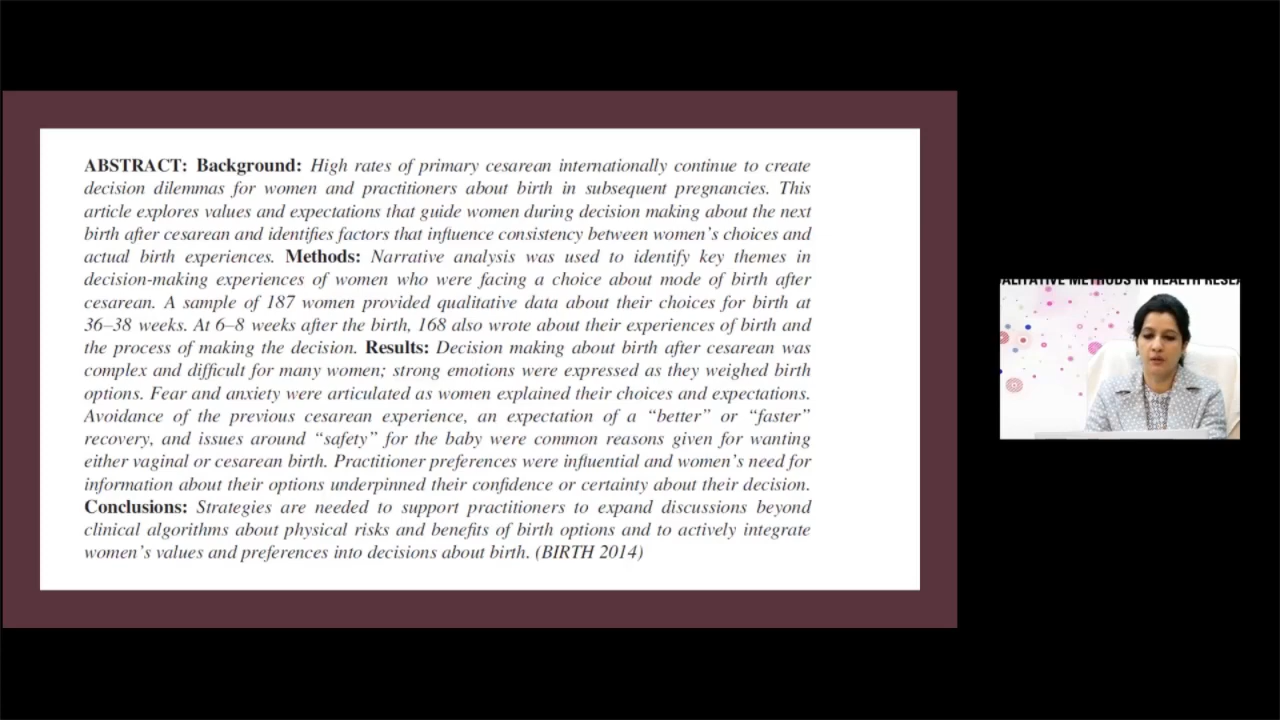 ABSTRACT: Background: High rates of primary cesarean internationally continue to create
decision dilemmas for women and practitioners about birth in subsequent pregnancies. This
article explores values and expectations that guide women during decision making about the next
birth after cesarean and identifies factors that influence consistency between women's choices and
actual birth experiences. Methods: Narrative analysis was used to identify key themes in
decision-making experiences of women who were facing a choice about mode of birth after
cesarean. A sample of 187 women provided qualitative data about their choices for birth at
36–38 weeks. At 6–8 weeks after the birth, 168 also wrote about their experiences of birth and
the process of making the decision. Results: Decision making about birth after cesarean was
complex and difficult for many women; strong emotions were expressed as they weighed birth
options. Fear and anxiety were articulated as women explained their choices and expectations.
Avoidance of the previous cesarean experience, an expectation of a “better” or “faster”
recovery, and issues around “safety” for the baby were common reasons given for wanting
either vaginal or cesarean birth. Practitioner preferences were influential and women's need for
information about their options underpinned their confidence or certainty about their decision.
Conclusions: Strategies are needed to support practitioners to expand discussions beyond
clinical algorithms about physical risks and benefits of birth options and to actively integrate
women's values and preferences into decisions about birth. (BIRTH 2014)
METHODS IN HEALTH